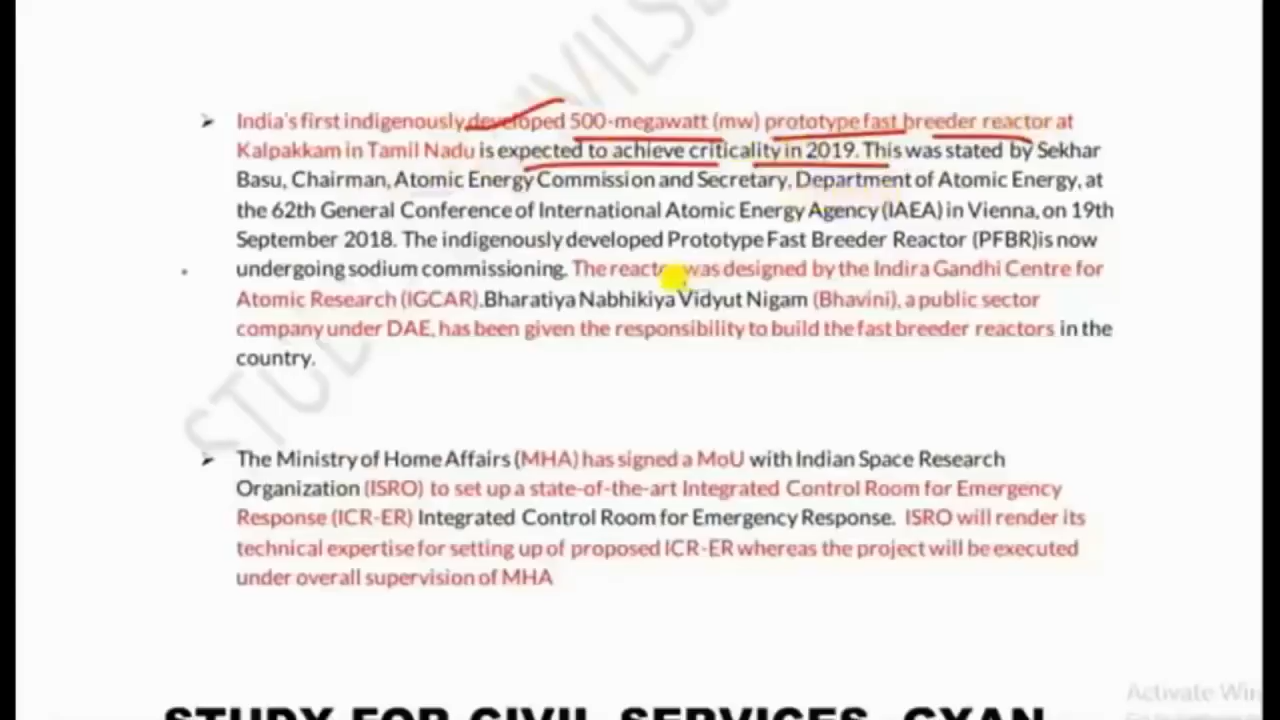 ➢ India's first indigenously developed 500-megawatt (mw) prototype fast breeder reactor at
Kalpakkam in Tamil Nadu is expected to achieve criticality in 2019. This was stated by Sekhar
Basu, Chairman, Atomic Energy Commission and Secretary, Department of Atomic Energy, at
the 62th General Conference of International Atomic Energy Agency (IAEA) in Vienna, on 19th
September 2018. The indigenously developed Prototype Fast Breeder Reactor (PFBR)is now
undergoing sodium commissioning. The reactor was designed by the Indira Gandhi Centre for
Atomic Research (IGCAR).Bharatiya Nabhikiya Vidyut Nigam (Bhavini), a public sector
company under DAE, has been given the responsibility to build the fast breeder reactors in the
country.
➢ The Ministry of Home Affairs (MHA) has signed a MoU with Indian Space Research
Organization (ISRO) to set up a state-of-the-art Integrated Control Room for Emergency
Response (ICR-ER) Integrated Control Room for Emergency Response. ISRO will render its
technical expertise for setting up of proposed ICR-ER whereas the project will be executed
under overall supervision of MHA
STUDY FOR CIVIL SERVICES- GYAN
Activate Win